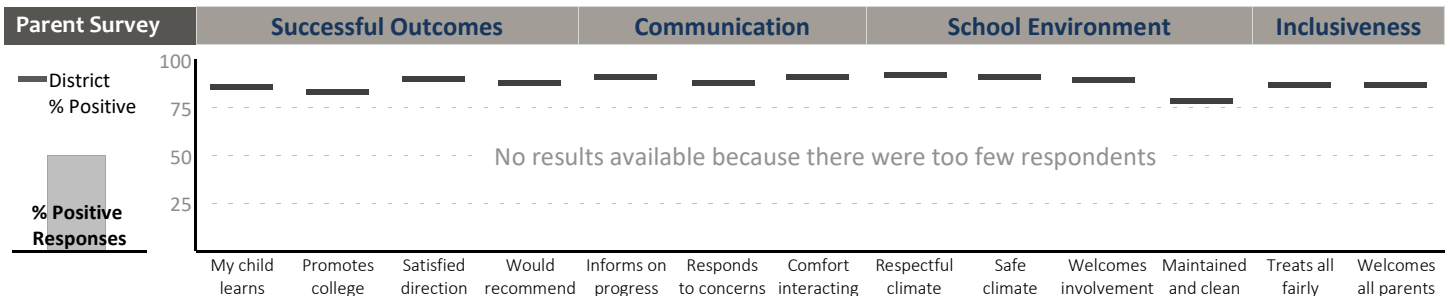 Parent Survey Successful Outcomes Communication School Environment Inclusiveness
100
District
% Positive
75
50
No results available because there were too few respondents
25
% Positive
Responses
My child Promotes Satisfied Would Informs on Responds Comfort Respectful Safe Welcomes Maintained Treats all Welcomes
learns college direction recommend progress to concerns interacting climate climate involvement and clean fairly all parents